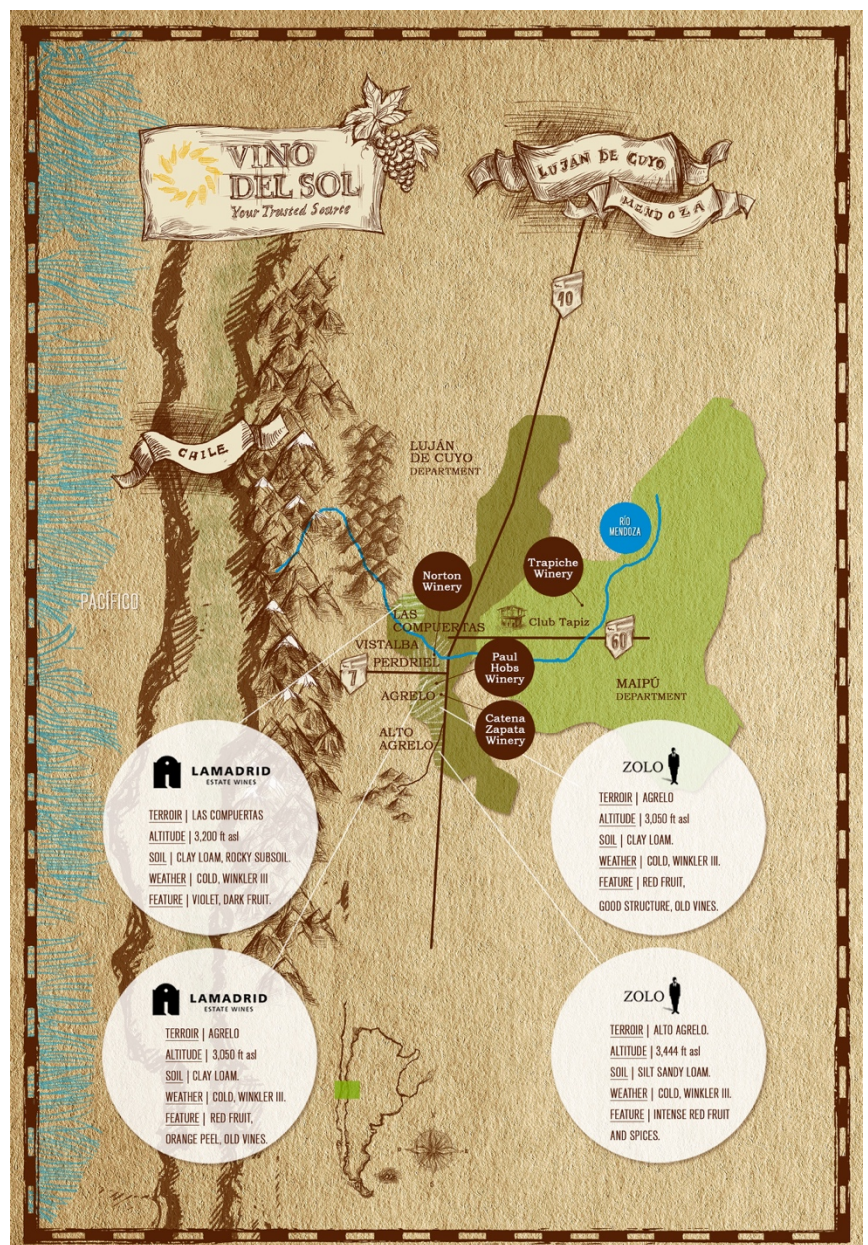 VINO
DEL SOL
Your Trusted Source
LUJÁN DE CUYO
MENDOZA
40
CHILE
LUJÁN
DE CUYO
DEPARTMENT
RÍO
MENDOZA
Norton
Winery
Trapiche
Winery
PACÍFICO
LAS
COMPUERTAS
Club Tapiz
VISTALBA
60
PERDRIEL
7
Paul
Hobs
Winery
MAIPÚ
DEPARTMENT
AGRELO
Catena
Zapata
Winery
ALTO
AGRELO
LAMADRID
ESTATE WINES
TERROIR | LAS COMPUERTAS
ALTITUDE | 3,200 ft asl
SOIL | CLAY LOAM, ROCKY SUBSOIL.
WEATHER | COLD, WINKLER III
FEATURE | VIOLET, DARK FRUIT.
ZOLO
TERROIR | AGRELO
ALTITUDE | 3,050 ft asl
SOIL | CLAY LOAM.
WEATHER | COLD, WINKLER III.
FEATURE | RED FRUIT,
GOOD STRUCTURE, OLD VINES.
LAMADRID
ESTATE WINES
TERROIR | AGRELO
ALTITUDE | 3,050 ft asl
SOIL | CLAY LOAM.
WEATHER | COLD, WINKLER III.
FEATURE | RED FRUIT,
ORANGE PEEL, OLD VINES.
ZOLO
TERROIR | ALTO AGRELO.
ALTITUDE | 3,444 ft asl
SOIL | SILT SANDY LOAM.
WEATHER | COLD, WINKLER III.
FEATURE | INTENSE RED FRUIT
AND SPICES.